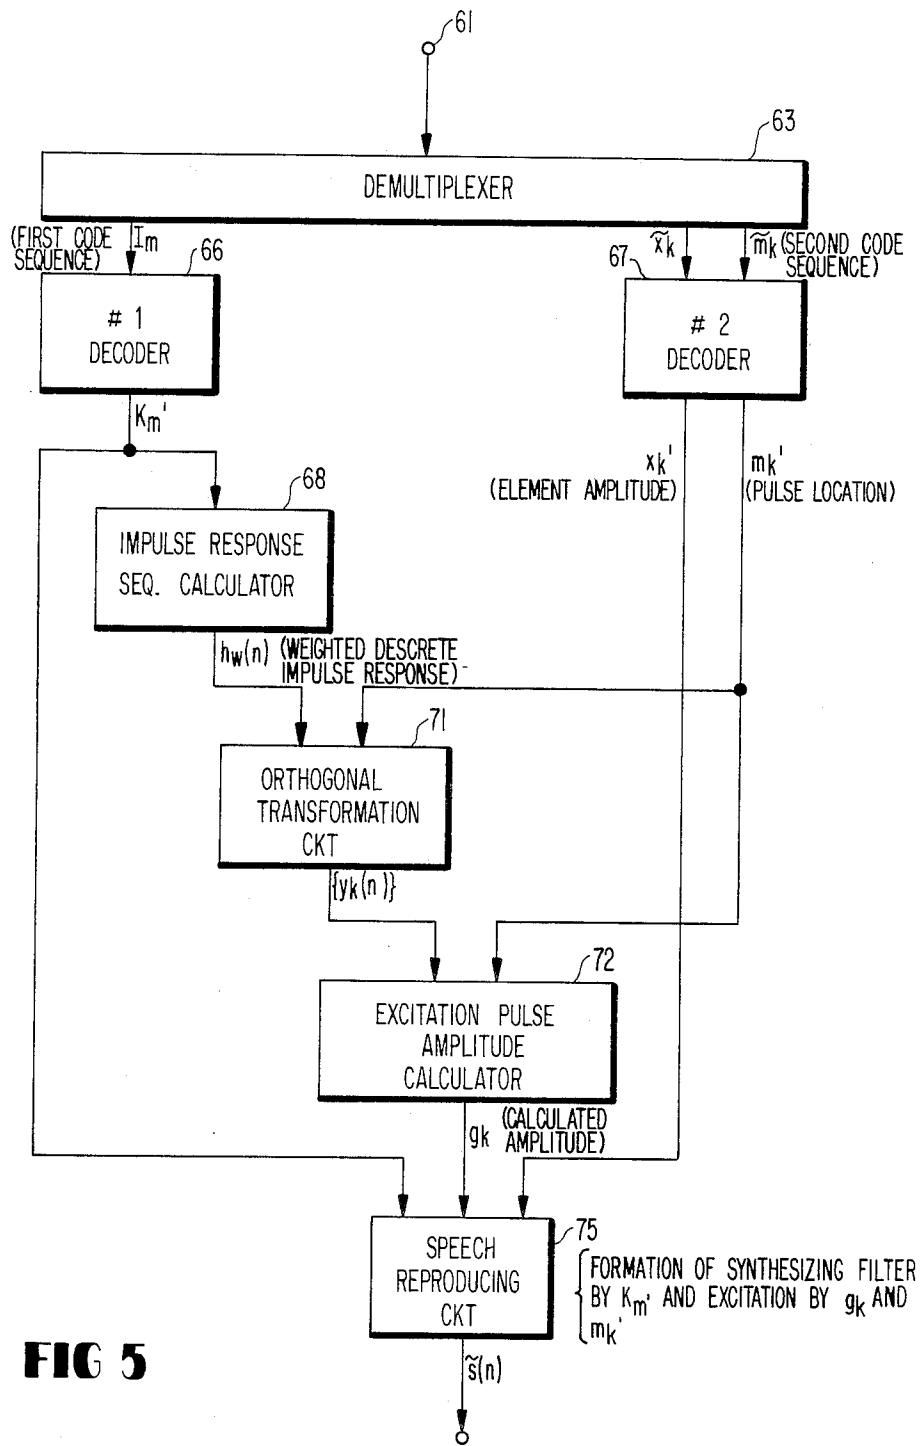 61
63
DEMULTIPLEXER
(FIRST CODE
SEQUENCE)
Im
66
x̃k
m̃k (SECOND CODE
SEQUENCE)
67
# 1
DECODER
# 2
DECODER
Km'
xk'
(ELEMENT AMPLITUDE)
mk'
(PULSE LOCATION)
68
IMPULSE RESPONSE
SEQ. CALCULATOR
hw(n) (WEIGHTED DESCRETE
IMPULSE RESPONSE)
71
ORTHOGONAL
TRANSFORMATION
CKT
{yk(n)}
72
EXCITATION PULSE
AMPLITUDE
CALCULATOR
gk
(CALCULATED
AMPLITUDE)
75
SPEECH
REPRODUCING
CKT
FORMATION OF SYNTHESIZING FILTER
BY Km' AND EXCITATION BY gk AND
mk'
s̃(n)
FIG 5